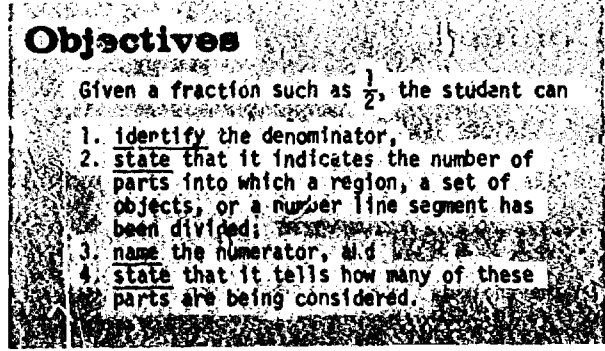 Objectives
Given a fraction such as 1/2, the student can
1. identify the denominator,
2. state that it indicates the number of
parts into which a region, a set of
objects, or a number line segment has
been divided;
3. name the numerator, and
4. state that it tells how many of these
parts are being considered.